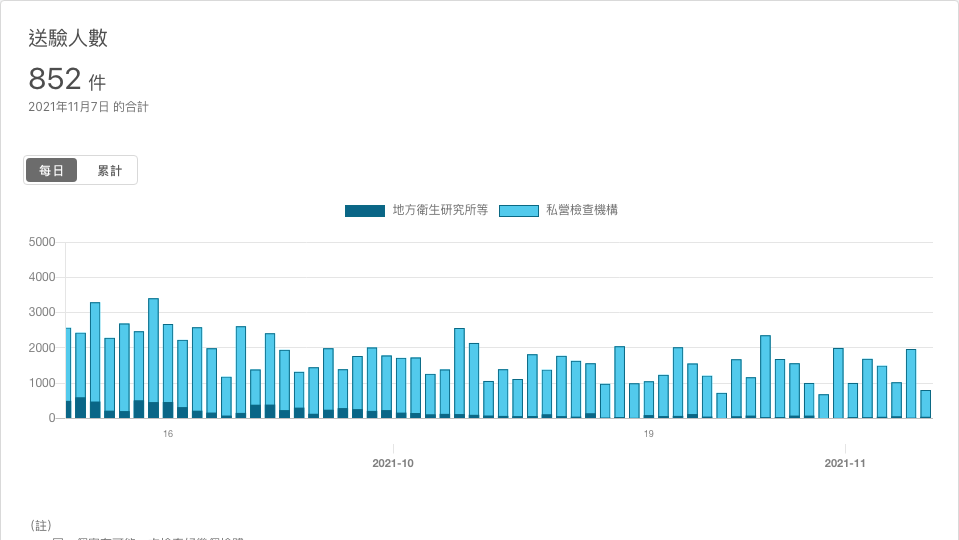 送驗人數
852 件
2021年11月7日 的合計
每日 累計
地方衛生研究所等 私營檢查機構
5000
4000
3000
2000
1000
0
16 19
2021-10 2021-11
(註)